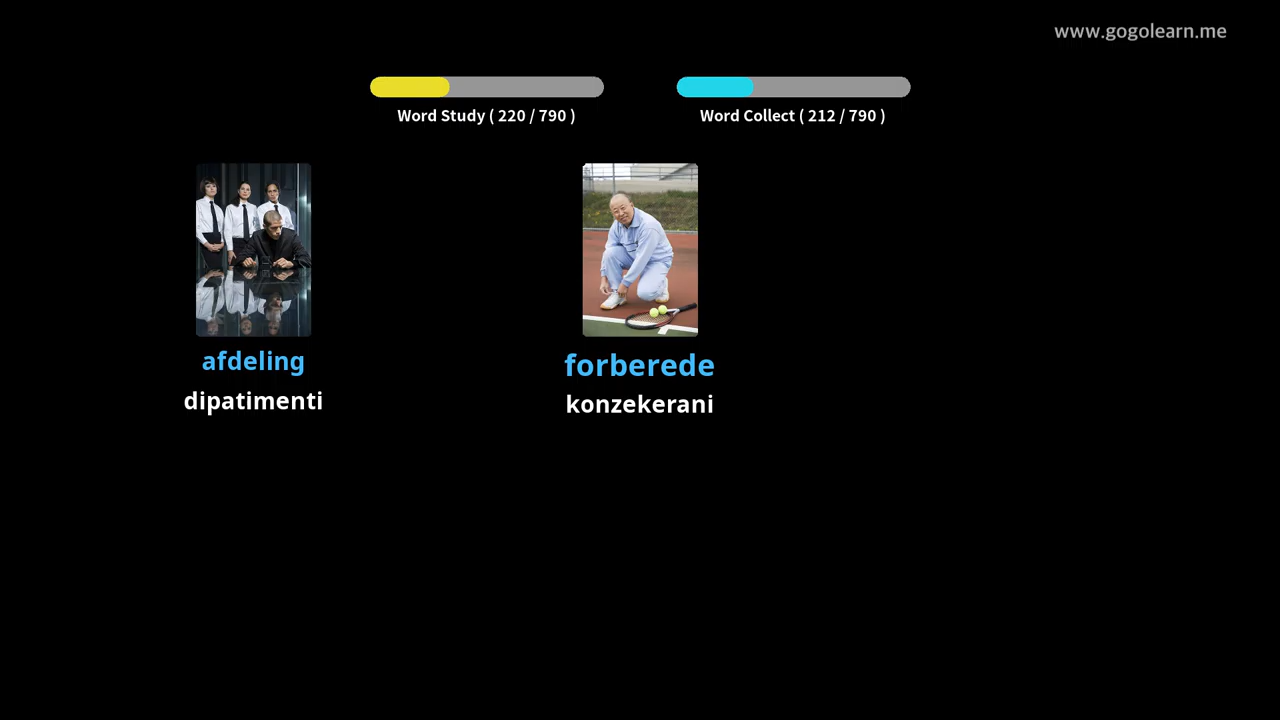 www.gogolearn.me
Word Study ( 220 / 790 )
Word Collect ( 212 / 790 )
afdeling
dipatimenti
forberede
konzekerani